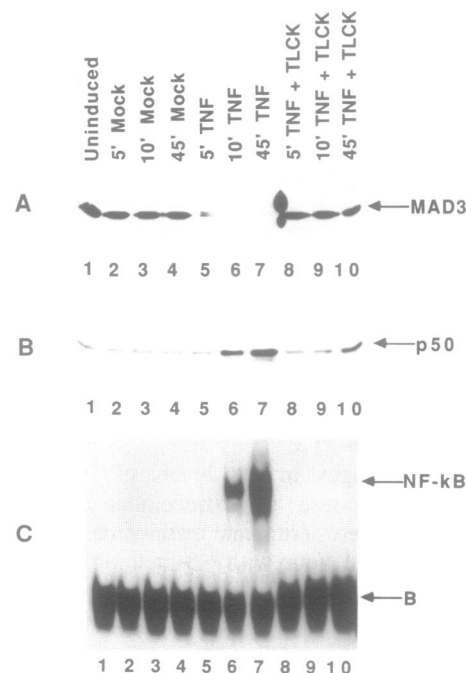 Uninduced
5' Mock
10' Mock
45' Mock
5' TNF
10' TNF
45' TNF
5' TNF + TLCK
10' TNF + TLCK
45' TNF + TLCK
A
MAD3
1 2 3 4 5 6 7 8 9 10
B
p50
1 2 3 4 5 6 7 8 9 10
C
NF-kB
B
1 2 3 4 5 6 7 8 9 10